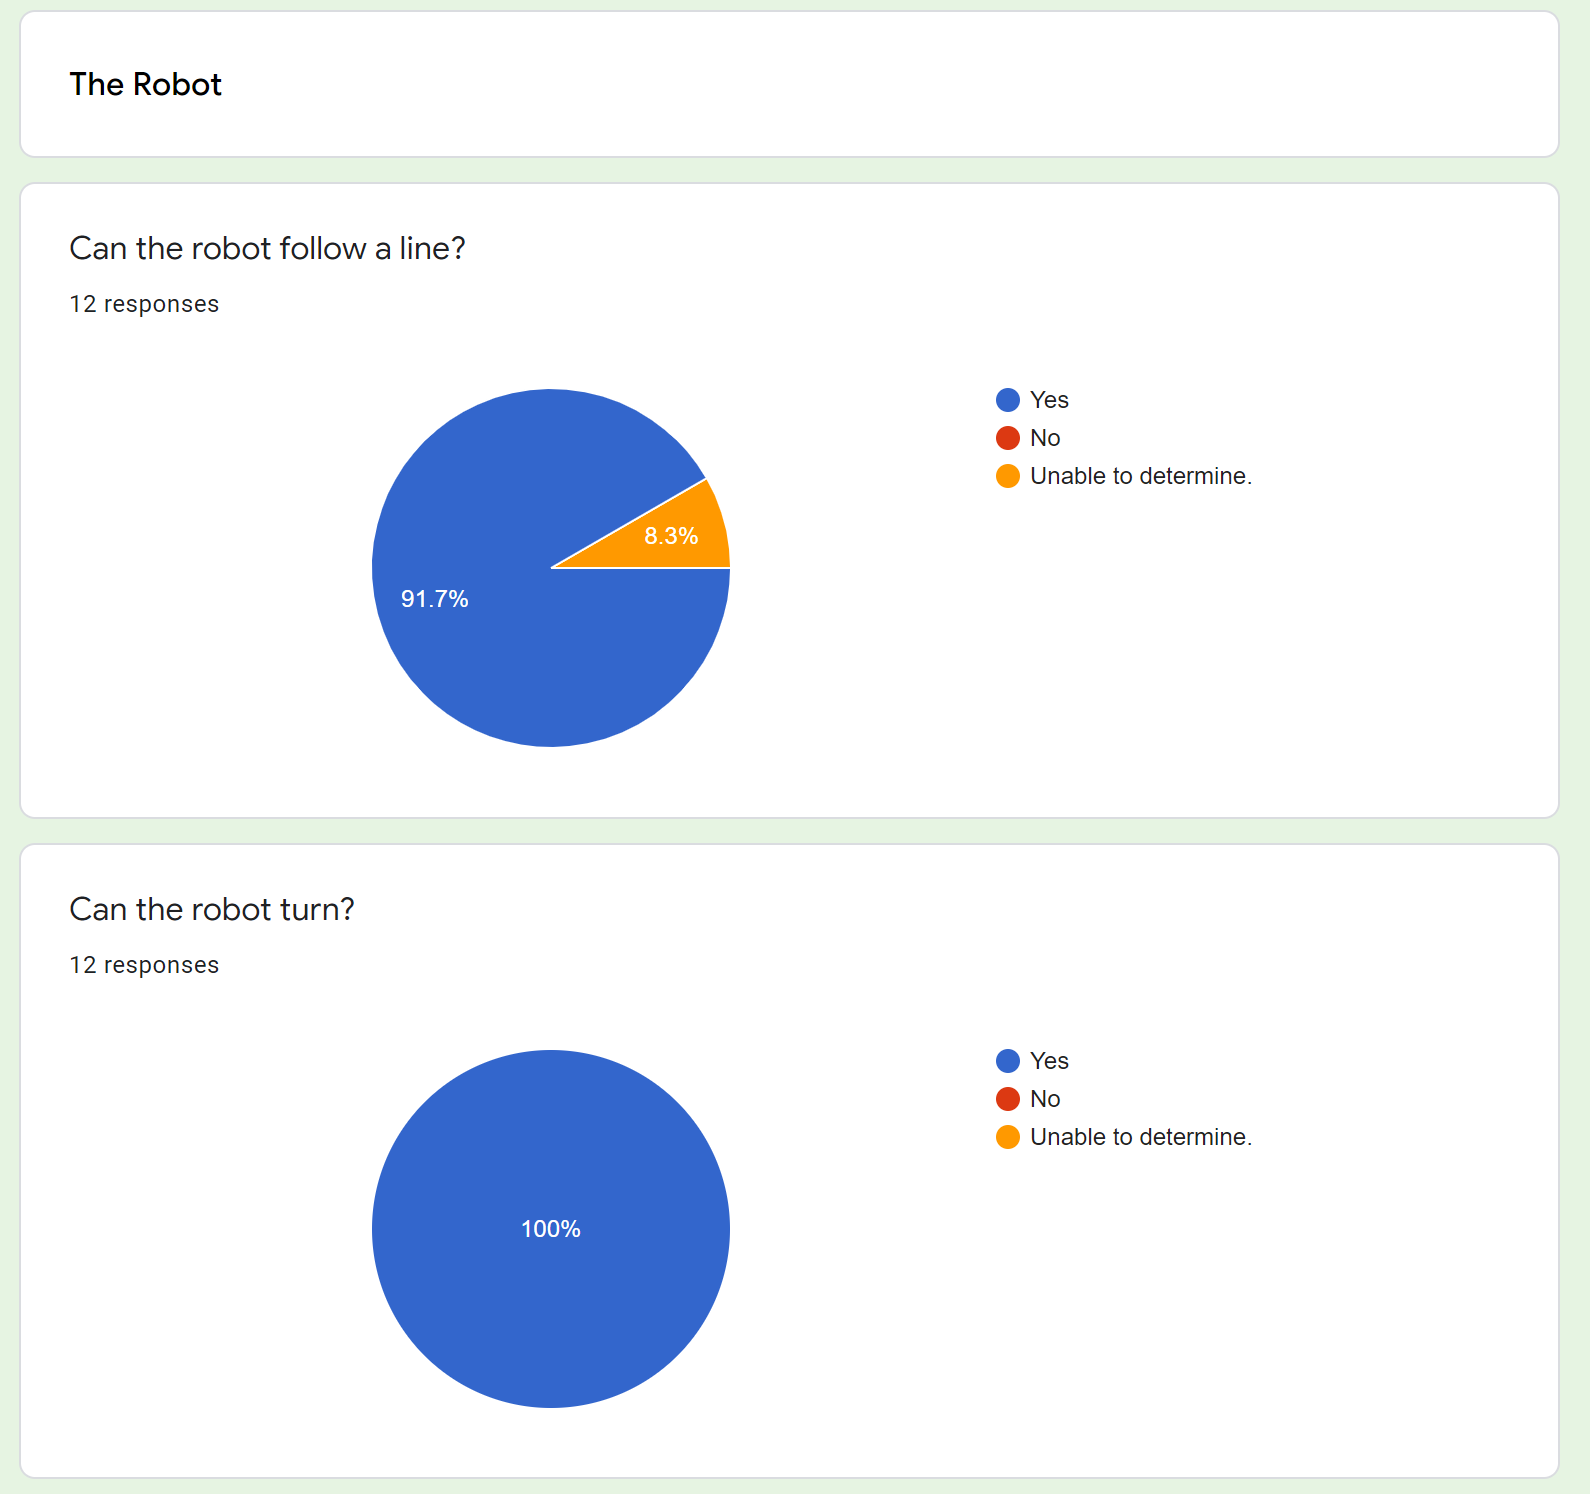 The Robot
Can the robot follow a line?
12 responses
Yes
No
Unable to determine.
8.3%
91.7%
Can the robot turn?
12 responses
Yes
No
Unable to determine.
100%